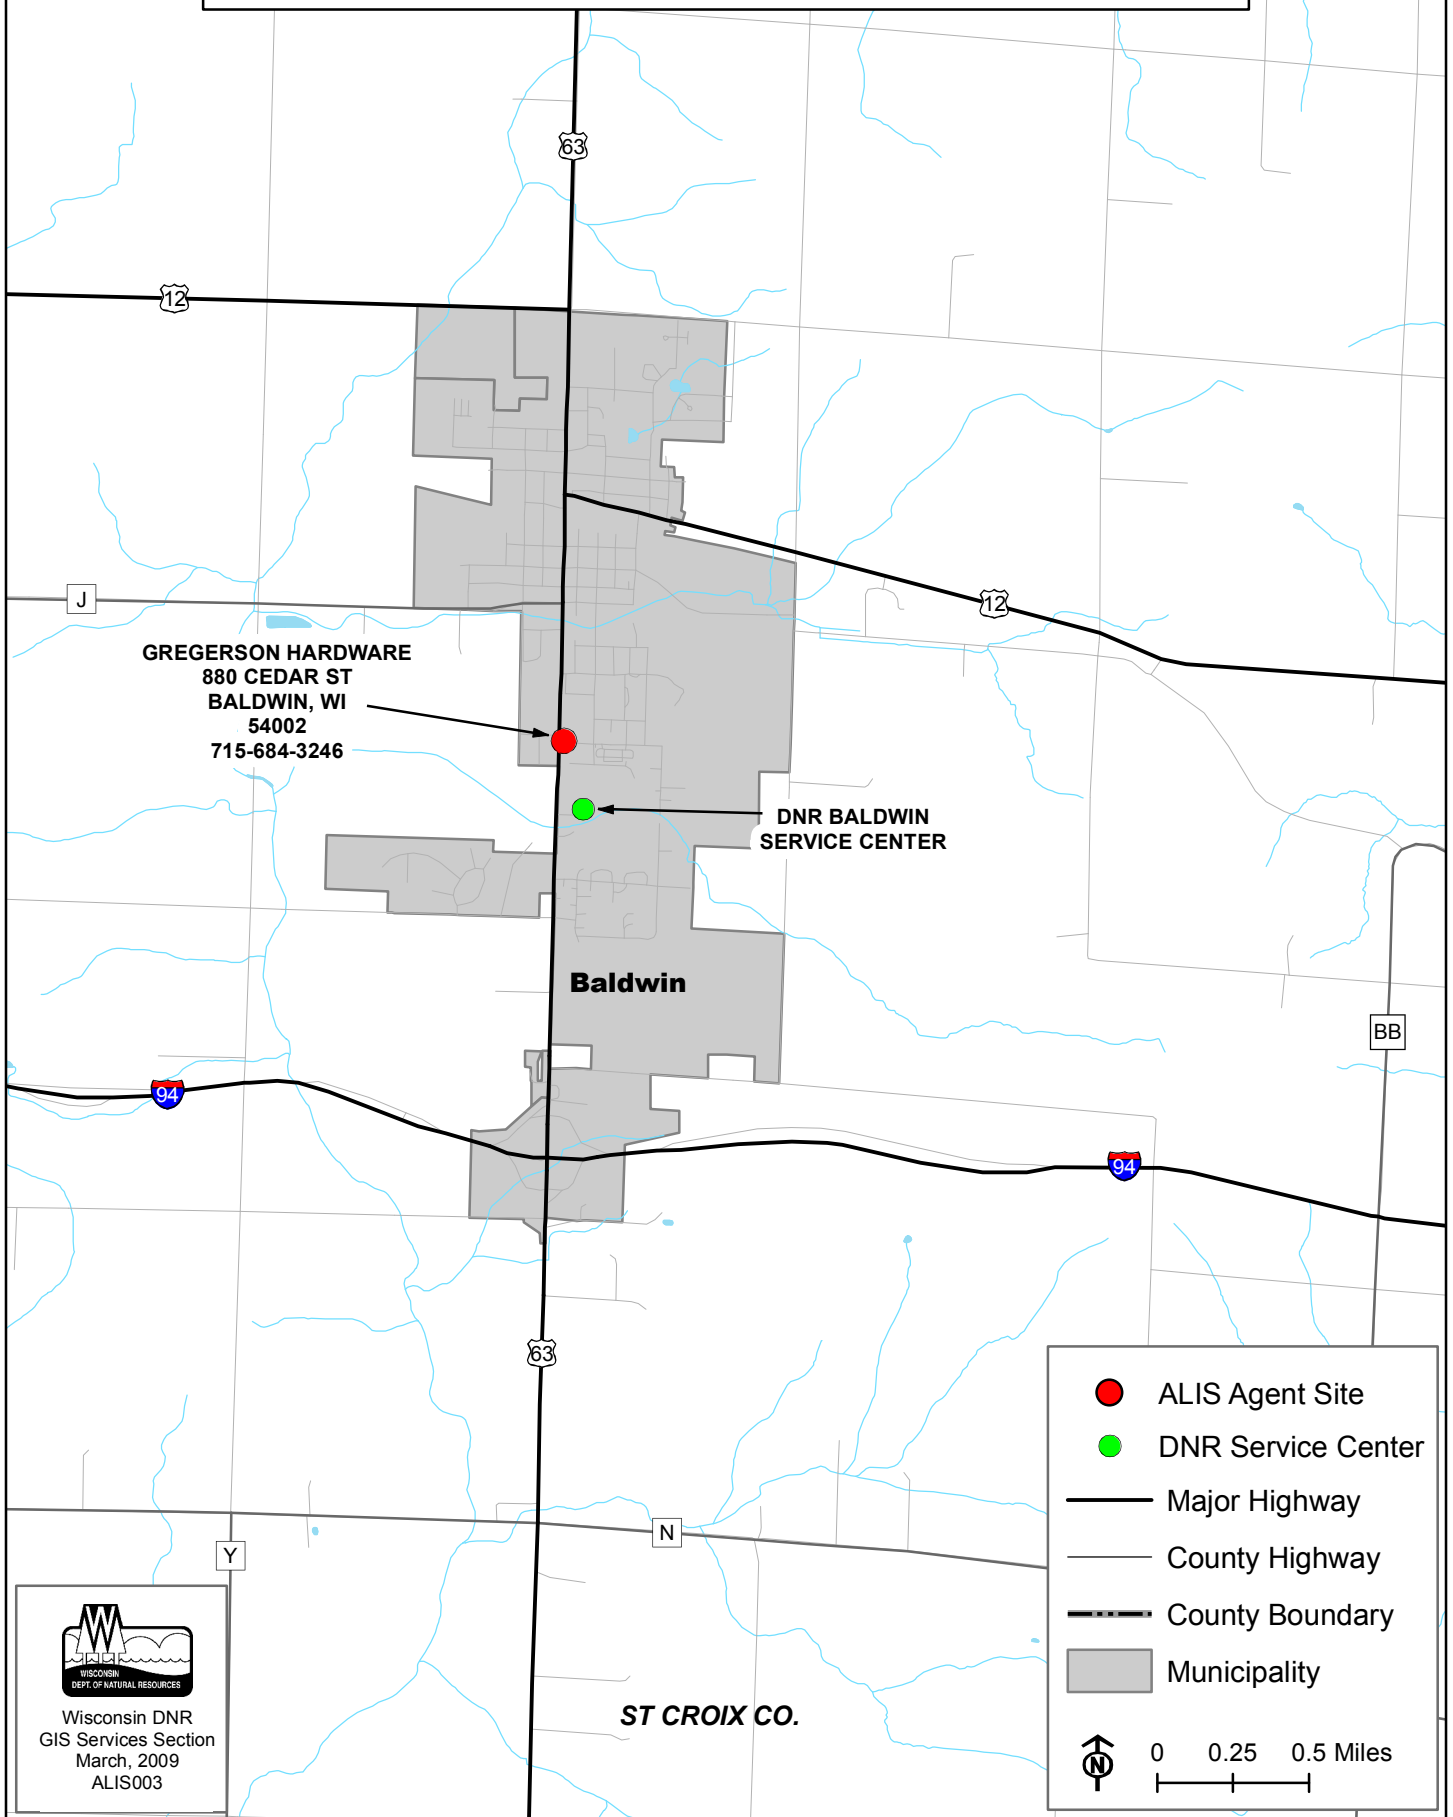 63
12
J
12
GREGERSON HARDWARE
880 CEDAR ST
BALDWIN, WI
54002
715-684-3246
DNR BALDWIN
SERVICE CENTER
Baldwin
BB
94
94
63
N
Y
ST CROIX CO.
WISCONSIN
DEPT. OF NATURAL RESOURCES
Wisconsin DNR
GIS Services Section
March, 2009
ALIS003
ALIS Agent Site
DNR Service Center
Major Highway
County Highway
County Boundary
Municipality
N
0 0.25 0.5 Miles